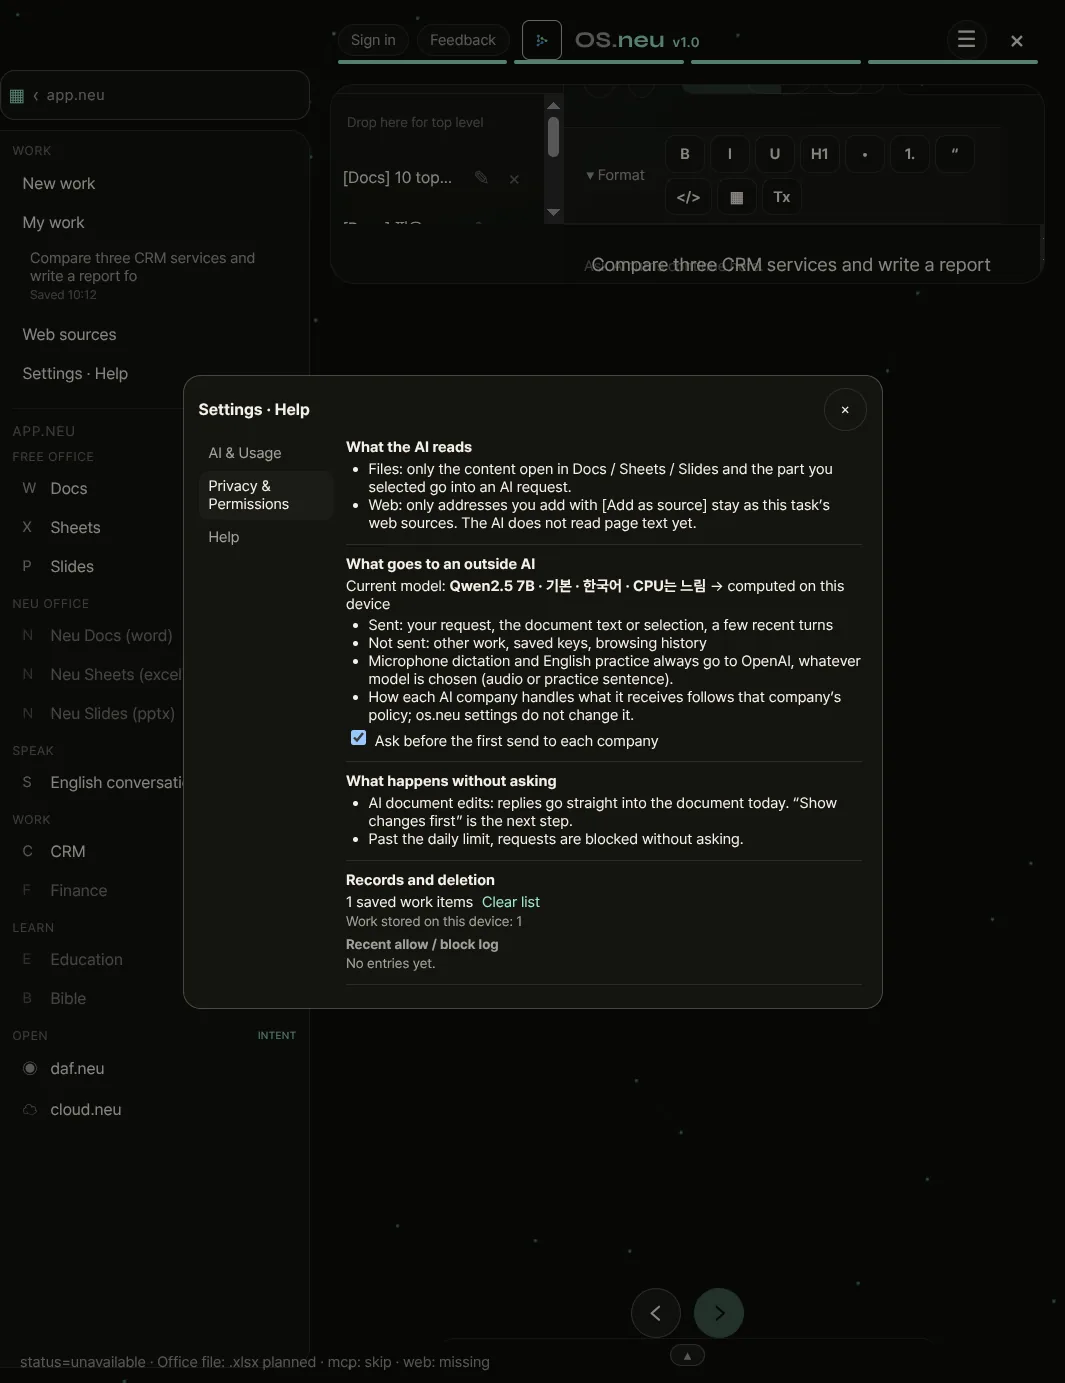 Sign in
Feedback
OS.neu v1.0
☰
×
‹ app.neu
WORK
New work
My work
Compare three CRM services and
write a report fo
Saved 10:12
Web sources
Settings · Help
APP.NEU
FREE OFFICE
W Docs
X Sheets
P Slides
NEU OFFICE
N Neu Docs (word)
N Neu Sheets (excel
N Neu Slides (pptx)
SPEAK
S English conversati
WORK
C CRM
F Finance
LEARN
E Education
B Bible
OPEN
INTENT
daf.neu
cloud.neu
Drop here for top level
[Docs] 10 top... ✎ ×
▾ Format
B I U H1 • 1. “
</> ▦ Tx
Compare three CRM services and write a report
Settings · Help
×
AI & Usage
Privacy &
Permissions
Help
What the AI reads
• Files: only the content open in Docs / Sheets / Slides and the part you
selected go into an AI request.
• Web: only addresses you add with [Add as source] stay as this task’s
web sources. The AI does not read page text yet.
What goes to an outside AI
Current model: Qwen2.5 7B · 기본 · 한국어 · CPU는 느림 → computed on this
device
• Sent: your request, the document text or selection, a few recent turns
• Not sent: other work, saved keys, browsing history
• Microphone dictation and English practice always go to OpenAI, whatever
model is chosen (audio or practice sentence).
• How each AI company handles what it receives follows that company’s
policy; os.neu settings do not change it.
Ask before the first send to each company
What happens without asking
• AI document edits: replies go straight into the document today. “Show
changes first” is the next step.
• Past the daily limit, requests are blocked without asking.
Records and deletion
1 saved work items Clear list
Work stored on this device: 1
Recent allow / block log
No entries yet.
status=unavailable · Office file: .xlsx planned · mcp: skip · web: missing